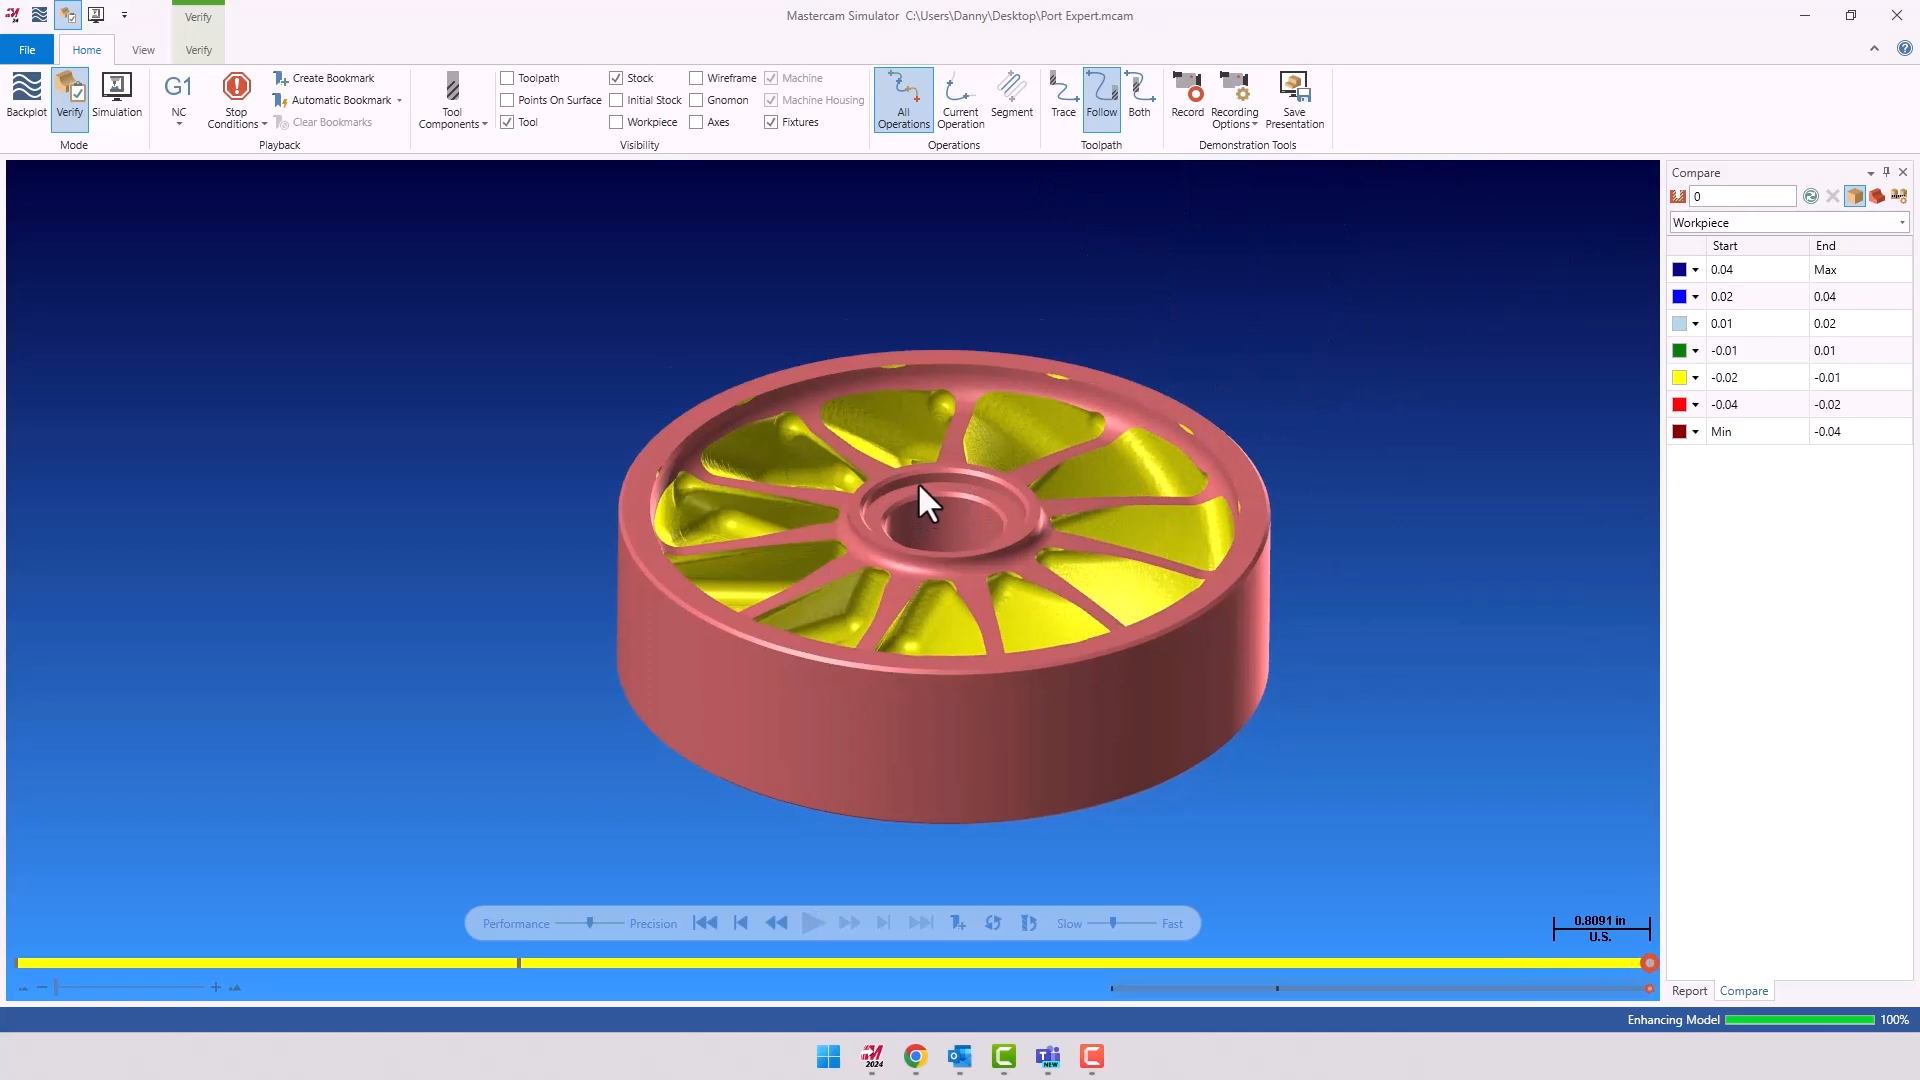 Verify
Mastercam Simulator C:\Users\Danny\Desktop\Port Expert.mcam
File
Home
View
Verify
Backplot
Verify
Simulation
Mode
G1
NC
Stop
Conditions
Create Bookmark
Automatic Bookmark
Clear Bookmarks
Playback
Tool
Components
Toolpath
Points On Surface
Tool
Stock
Initial Stock
Workpiece
Wireframe
Gnomon
Axes
Machine
Machine Housing
Fixtures
Visibility
All
Operations
Current
Operation
Segment
Operations
Trace
Follow
Both
Toolpath
Record
Recording
Options
Save
Presentation
Demonstration Tools
Compare
0
Workpiece
Start End
0.04 Max
0.02 0.04
0.01 0.02
-0.01 0.01
-0.02 -0.01
-0.04 -0.02
Min -0.04
Performance Precision
Slow Fast
0.8091 in
U.S.
Report Compare
Enhancing Model 100%
2024
NEW